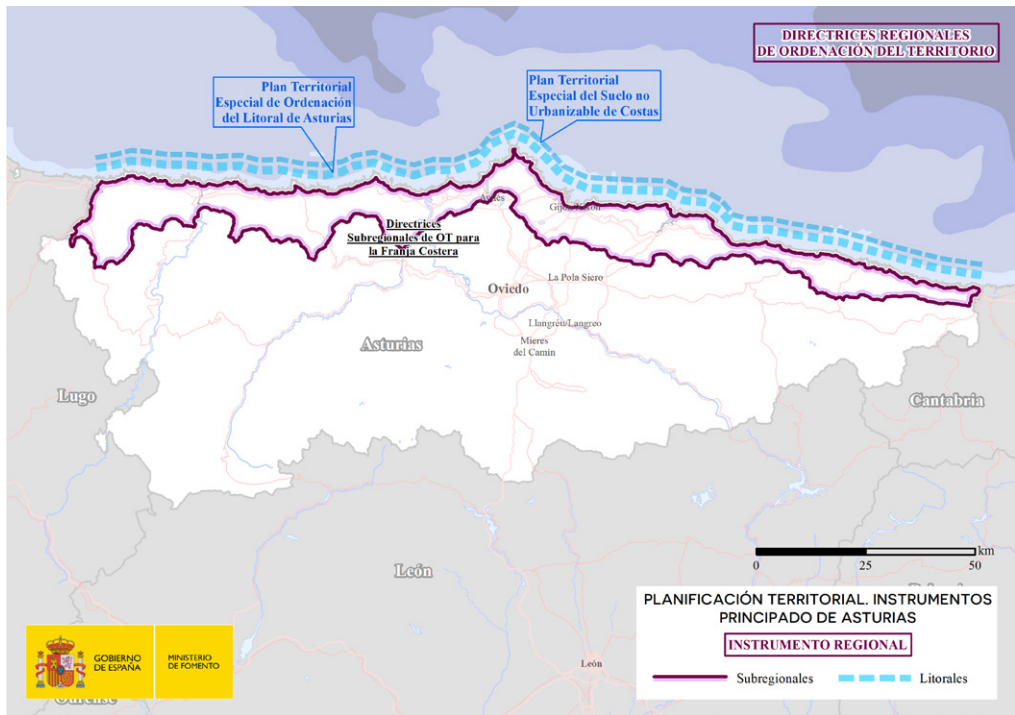 DIRECTRICES REGIONALES
DE ORDENACIÓN DEL TERRITORIO
Plan Territorial
Especial de Ordenación
del Litoral de Asturias
Plan Territorial
Especial del Suelo no
Urbanizable de Costas
Directrices
Subregionales de OT para
la Franja Costera
La Pola Siero
Oviedo
Llangréu/Langreo
Mieres
del Camín
Asturias
Lugo
Cantabria
León
km
0
25
50
PLANIFICACIÓN TERRITORIAL. INSTRUMENTOS
PRINCIPADO DE ASTURIAS
INSTRUMENTO REGIONAL
Subregionales
Litorales
GOBIERNO
DE ESPAÑA
MINISTERIO
DE FOMENTO
León
Ourense